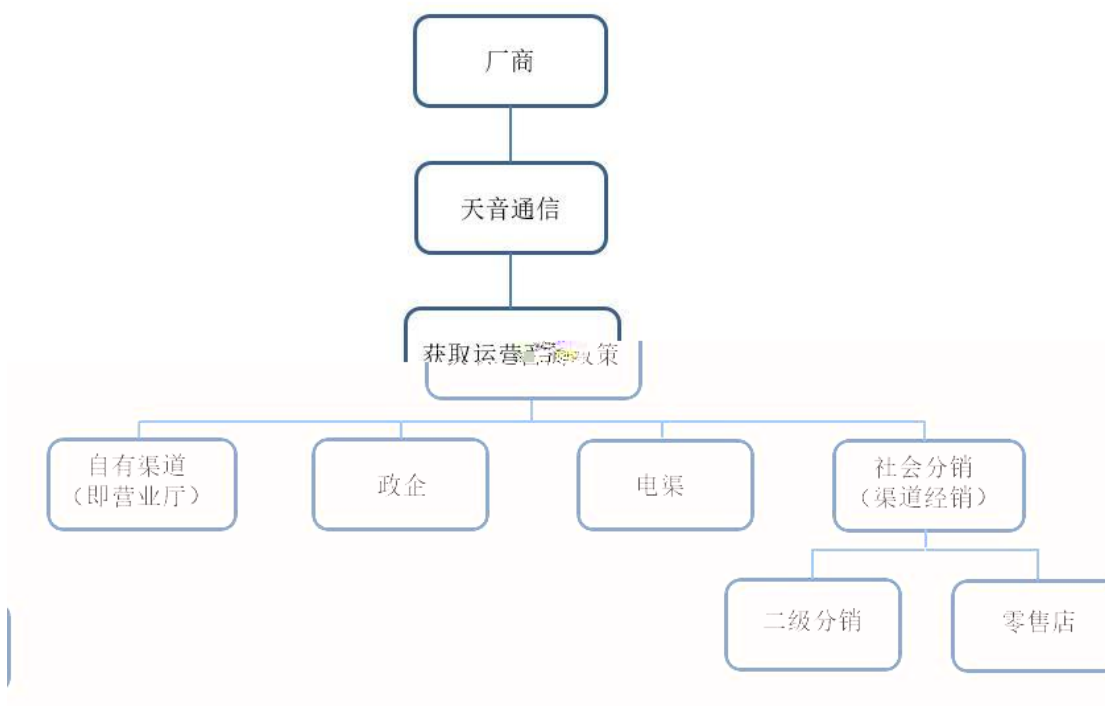 厂商
天音通信
获取运营商政策
自有渠道
（即营业厅）
政企
电渠
社会分销
（渠道经销）
二级分销
零售店